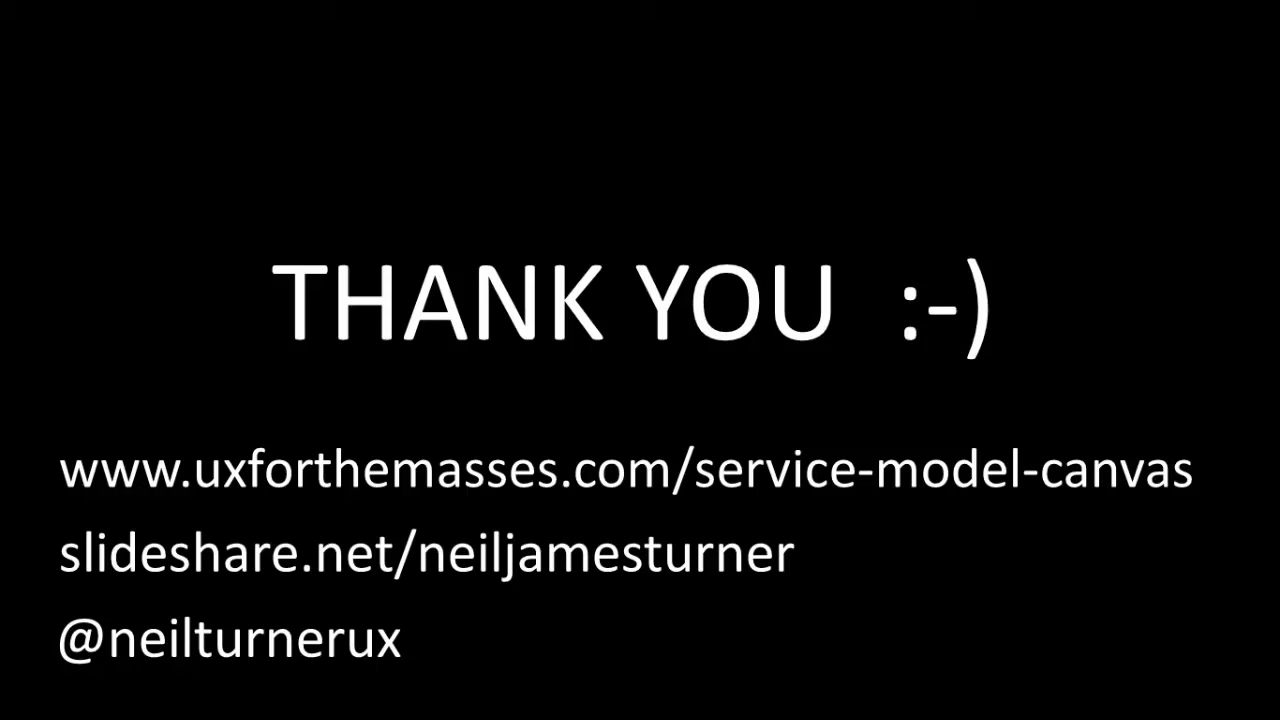 THANK YOU :-)
www.uxforthemasses.com/service-model-canvas
slideshare.net/neiljamesturner
@neilturnerux